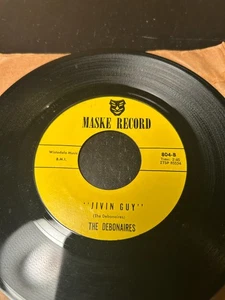 MASKE RECORD
B.M.I.
804-B
"JIVIN GUY"
(The Debonaires)
THE DEBONAIRES